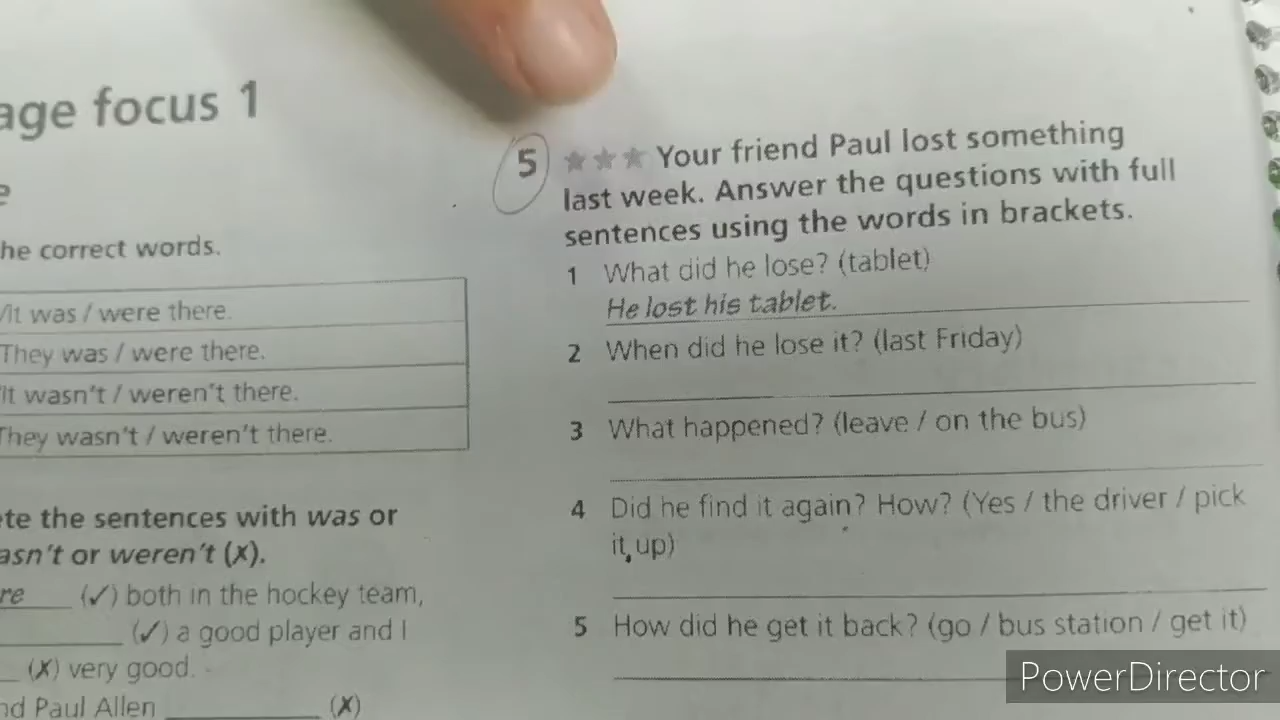 age focus 1
e
he correct words.
/It was / were there.
They was / were there.
It wasn't / weren't there.
They wasn't / weren't there.
te the sentences with was or
asn't or weren't (✗).
re (✓) both in the hockey team,
(✓) a good player and I
(✗) very good.
nd Paul Allen (✗)
5 ★★★ Your friend Paul lost something
last week. Answer the questions with full
sentences using the words in brackets.
1 What did he lose? (tablet)
He lost his tablet.
2 When did he lose it? (last Friday)
3 What happened? (leave / on the bus)
4 Did he find it again? How? (Yes / the driver / pick
it up)
5 How did he get it back? (go / bus station / get it)
PowerDirector